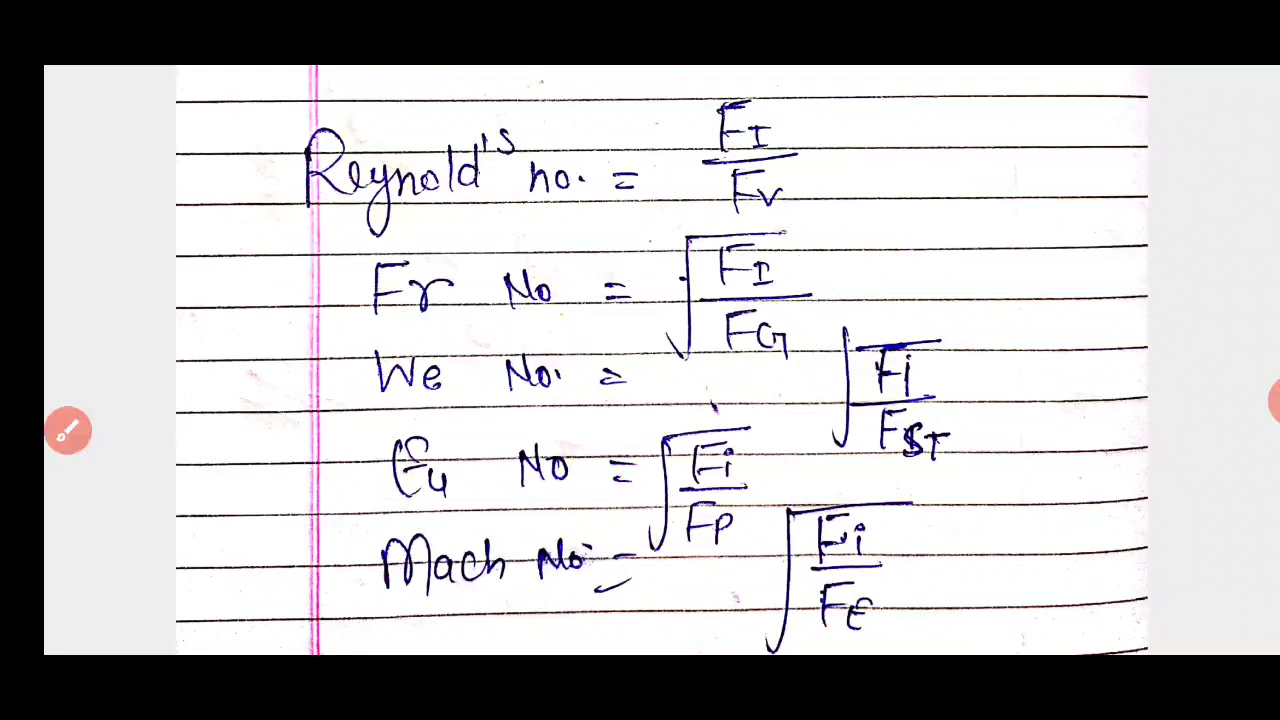 Reynold's no. = FI/Fv
Fr No = √(FI/FG)
We No. = √(Fi/FST)
Eu No = √(Fi/FP)
Mach No. = √(Fi/FE)